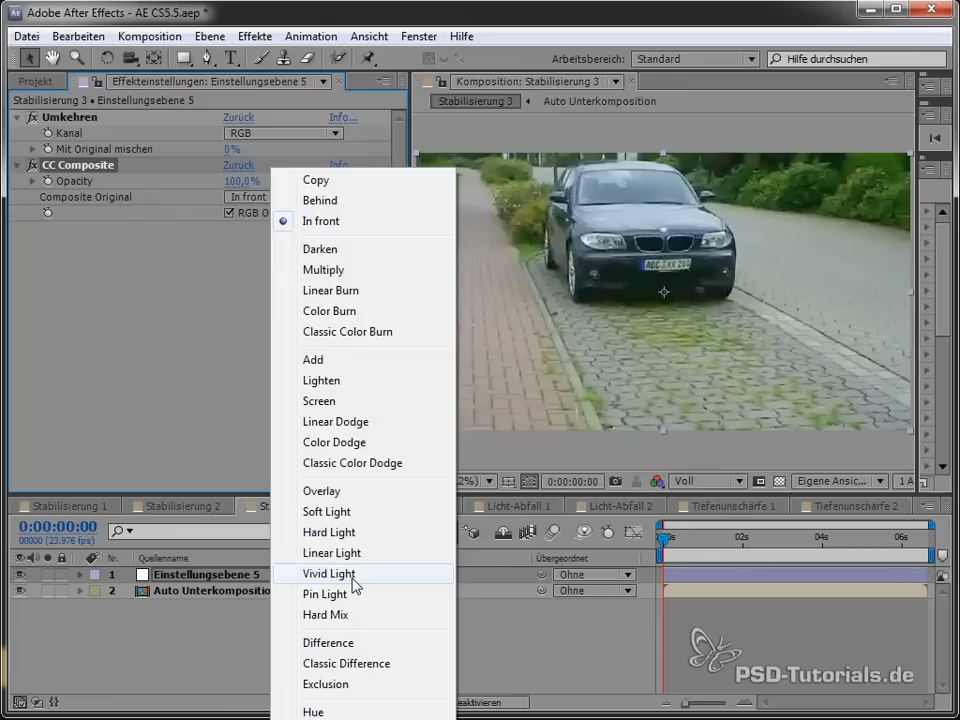 Adobe After Effects - AE CS5.5.aep *
Datei Bearbeiten Komposition Ebene Effekte Animation Ansicht Fenster Hilfe
Arbeitsbereich: Standard Hilfe durchsuchen
Projekt Effekteinstellungen: Einstellungsebene 5 Komposition: Stabilisierung 3
Stabilisierung 3 • Einstellungsebene 5 Stabilisierung 3 Auto Unterkomposition
Umkehren Zurück Info...
Kanal RGB
Mit Original mischen 0%
CC Composite Zurück Info
Opacity 100,0%
Composite Original In front
RGB O
Copy
Behind
In front
Darken
Multiply
Linear Burn
Color Burn
Classic Color Burn
Add
Lighten
Screen
Linear Dodge
Color Dodge
Classic Color Dodge
Overlay
Soft Light
Hard Light
Linear Light
Vivid Light
Pin Light
Hard Mix
Difference
Classic Difference
Exclusion
Hue
2%) 0:00:00:00 Voll Eigene Ansic... 1 A
Stabilisierung 1 Stabilisierung 2 St Licht-Abfall 1 Licht-Abfall 2 Tiefenunschärfe 1 Tiefenunschärfe 2
0:00:00:00
00000 (23.976 fps)
Nr. Quellenname Übergeordnet 02s 04s 06s
1 Einstellungsebene 5 Ohne
2 Auto Unterkompositio Ohne
eaktivieren
PSD-Tutorials.de